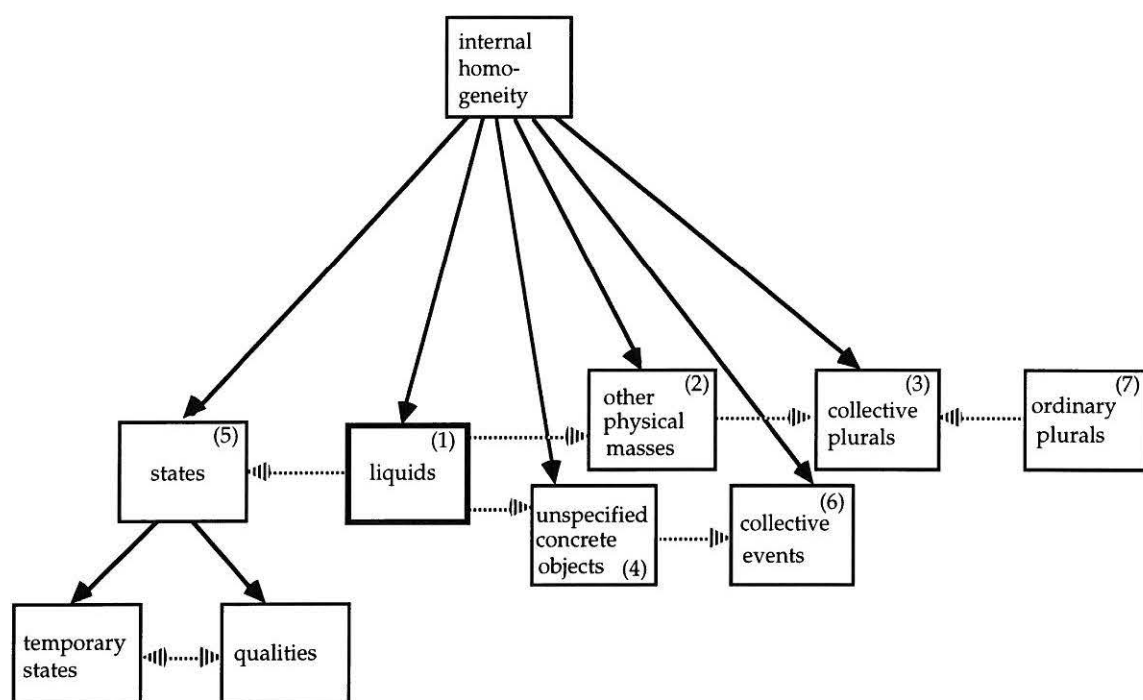 internal
homo-
geneity
(5)
states
(1)
liquids
(2)
other
physical
masses
(3)
collective
plurals
(7)
ordinary
plurals
unspecified
concrete
objects (4)
(6)
collective
events
temporary
states
qualities